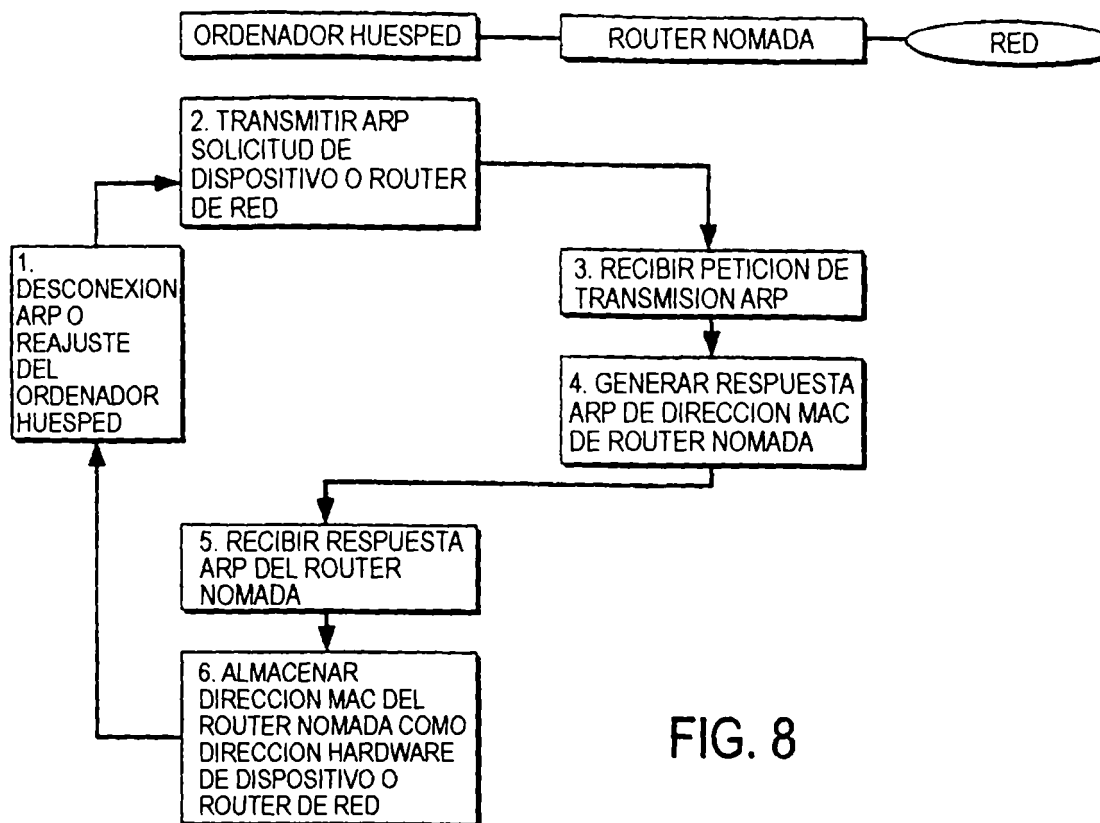 ORDENADOR HUESPED
ROUTER NOMADA
RED
2. TRANSMITIR ARP
SOLICITUD DE
DISPOSITIVO O ROUTER
DE RED
1.
DESCONEXION
ARP O
REAJUSTE
DEL
ORDENADOR
HUESPED
3. RECIBIR PETICION DE
TRANSMISION ARP
4. GENERAR RESPUESTA
ARP DE DIRECCION MAC
DE ROUTER NOMADA
5. RECIBIR RESPUESTA
ARP DEL ROUTER
NOMADA
6. ALMACENAR
DIRECCION MAC DEL
ROUTER NOMADA COMO
DIRECCION HARDWARE
DE DISPOSITIVO O
ROUTER DE RED
FIG. 8